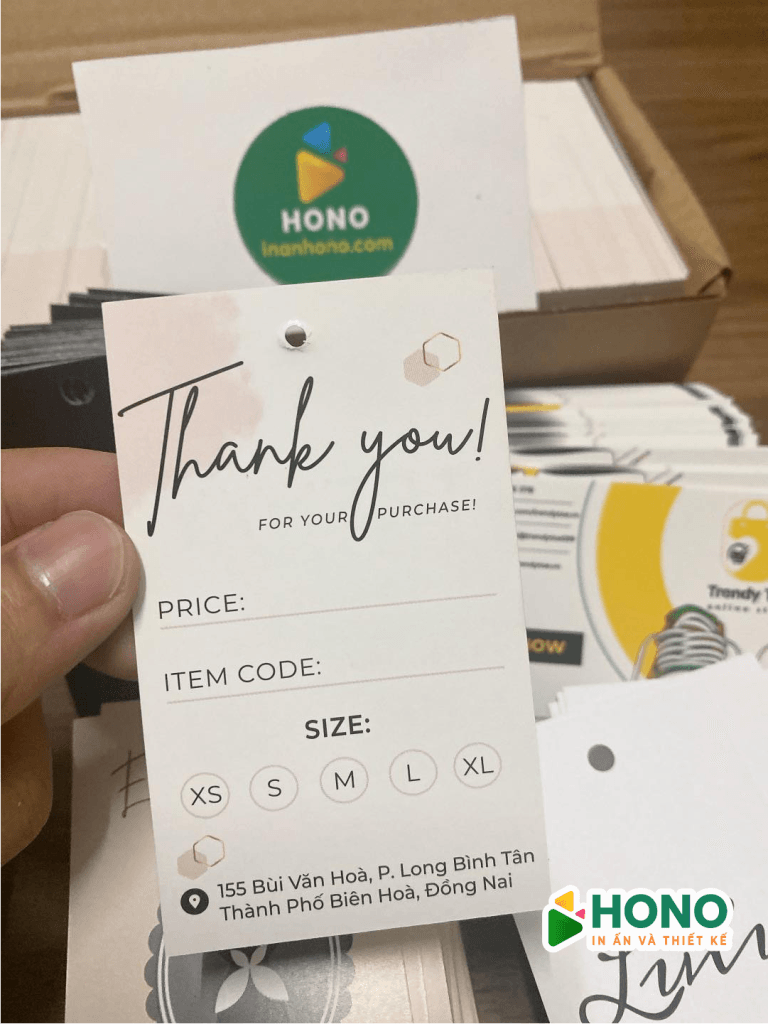 HONO
inanhono.com
Thank you!
FOR YOUR PURCHASE!
PRICE:
ITEM CODE:
SIZE:
XS S M L XL
155 Bùi Văn Hoà, P. Long Bình Tân
Thành Phố Biên Hoà, Đồng Nai
Trendy
HONO
IN ẤN VÀ THIẾT KẾ